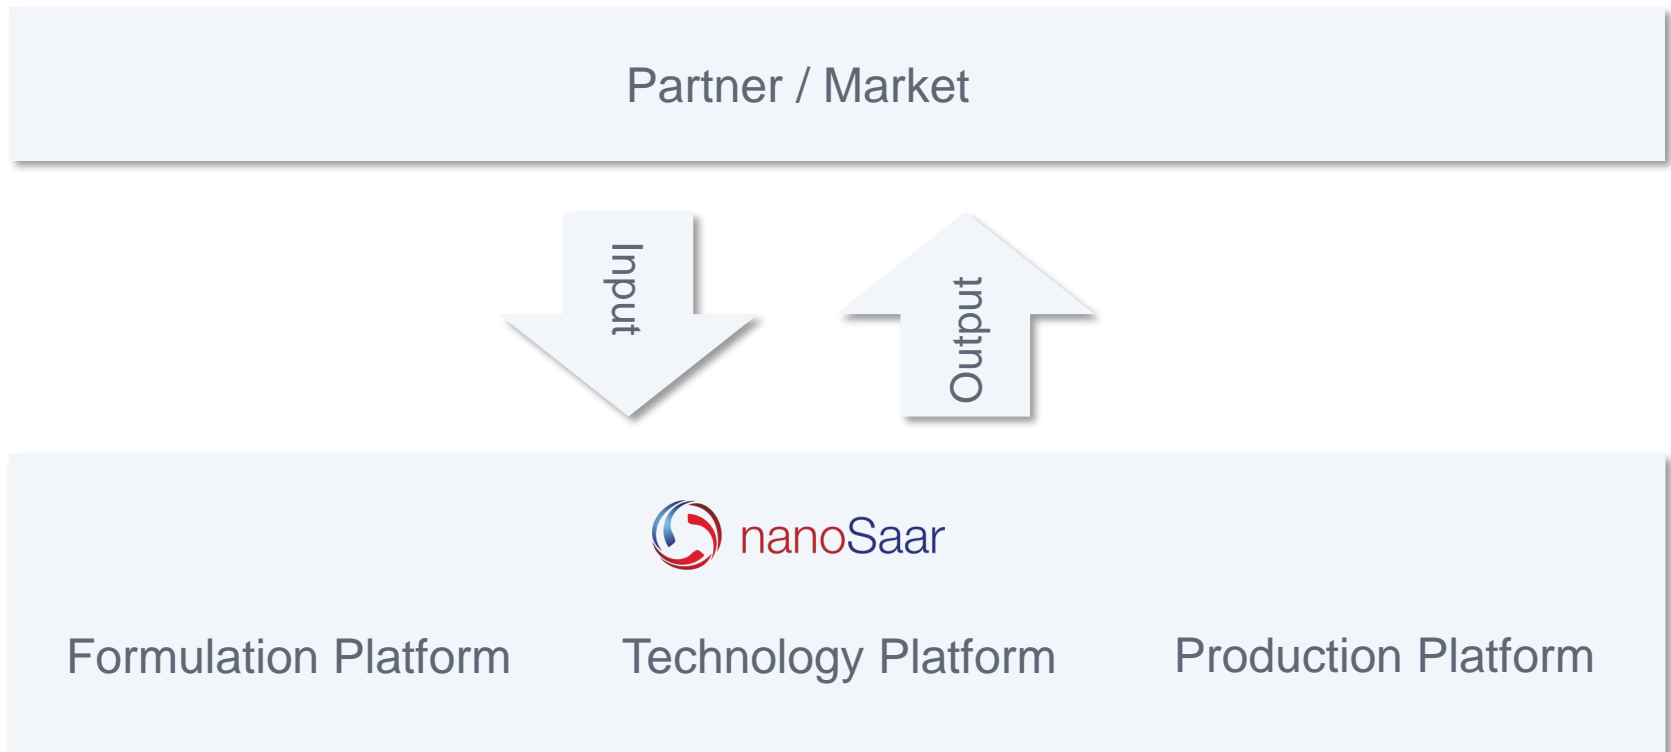 Partner / Market
Input
Output
nanoSaar
Formulation Platform
Technology Platform
Production Platform